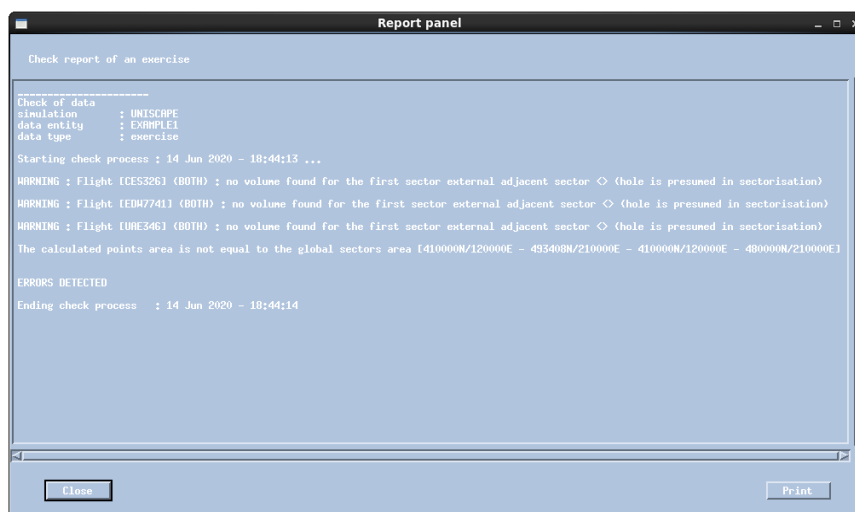 Report panel
Check report of an exercise
Check of data
simulation : UNISCAPE
data entity : EXAMPLE1
data type : exercise
Starting check process : 14 Jun 2020 - 18:44:13 ...
WARNING : Flight [CES326] (BOTH) : no volume found for the first sector external adjacent sector <> (hole is presumed in sectorisation)
WARNING : Flight [EDW7741] (BOTH) : no volume found for the first sector external adjacent sector <> (hole is presumed in sectorisation)
WARNING : Flight [UAE346] (BOTH) : no volume found for the first sector external adjacent sector <> (hole is presumed in sectorisation)
The calculated points area is not equal to the global sectors area [410000N/120000E - 493408N/210000E - 410000N/120000E - 480000N/210000E]
ERRORS DETECTED
Ending check process : 14 Jun 2020 - 18:44:14
Close
Print